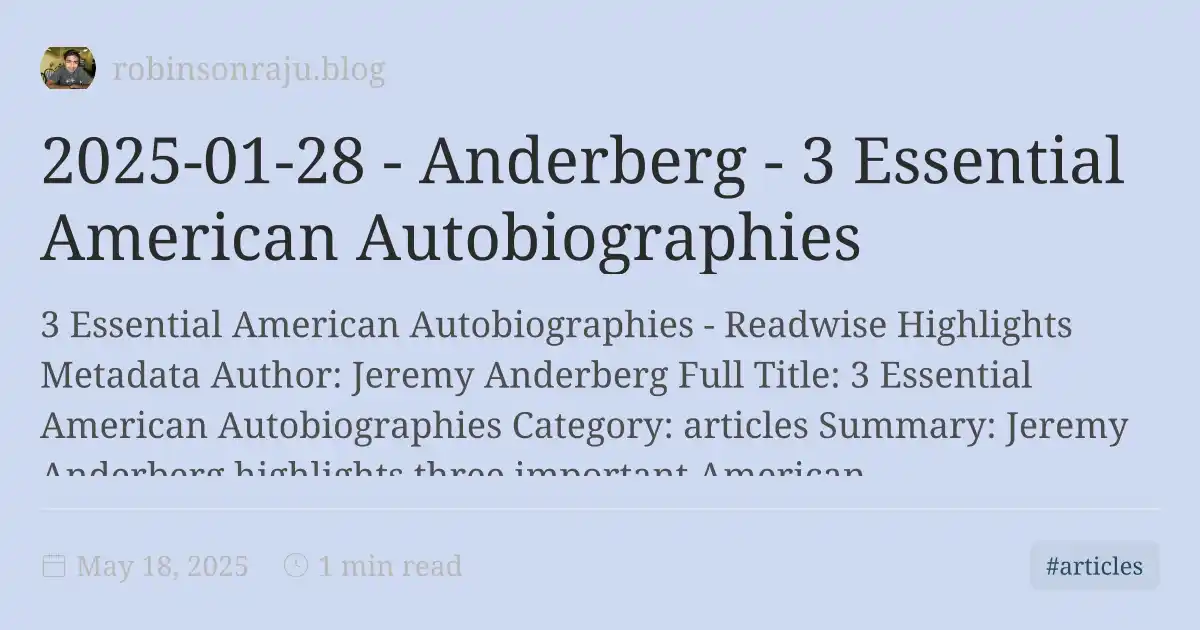 robinsonraju.blog
2025-01-28 - Anderberg - 3 Essential
American Autobiographies
3 Essential American Autobiographies - Readwise Highlights
Metadata Author: Jeremy Anderberg Full Title: 3 Essential
American Autobiographies Category: articles Summary: Jeremy
Anderberg highlights three important American
May 18, 2025 1 min read
#articles